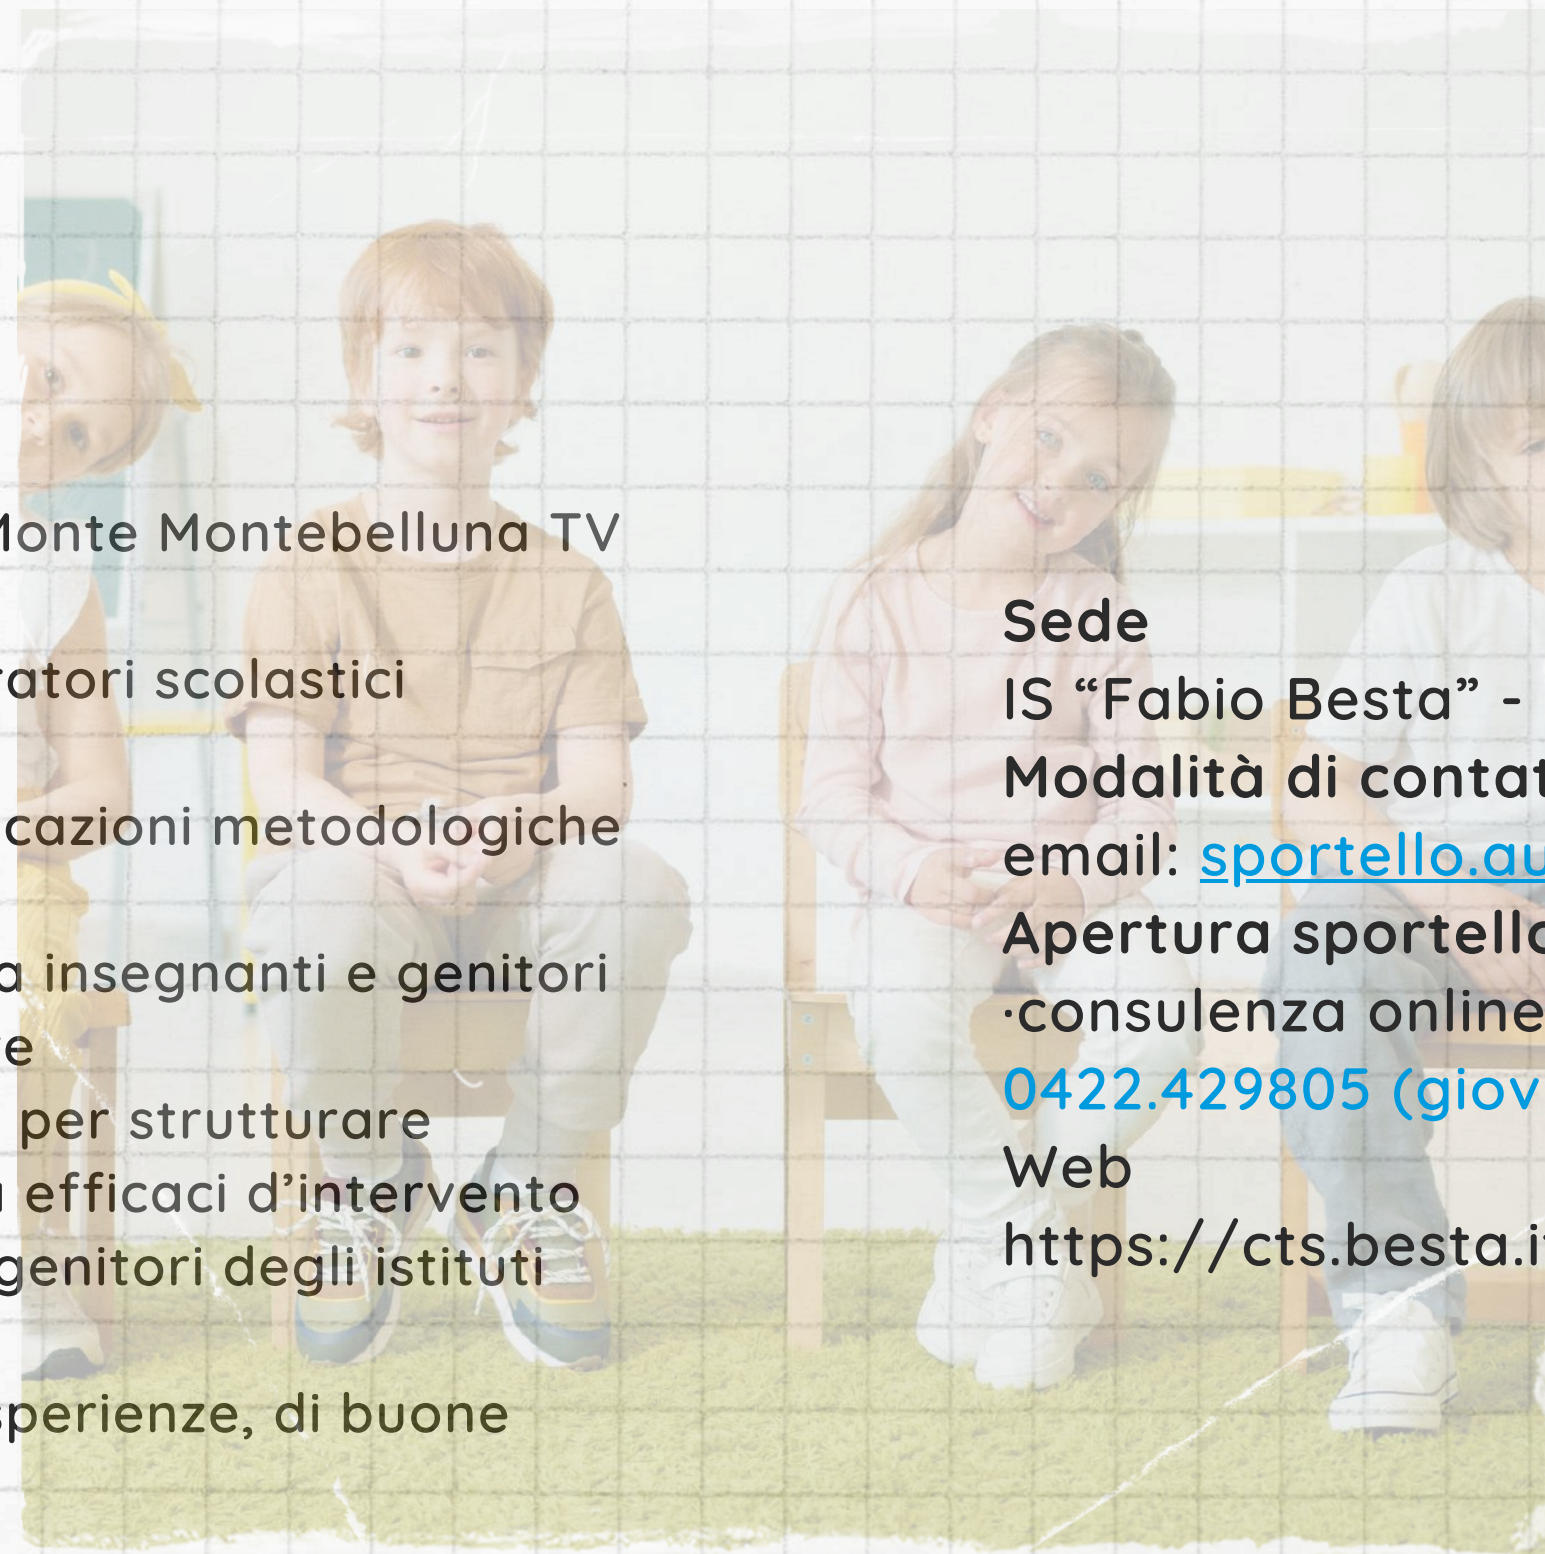 Monte Montebelluna TV
ratori scolastici
cazioni metodologiche
a insegnanti e genitori
e
per strutturare
efficaci d’intervento
genitori degli istituti
sperienze, di buone
Sede
IS “Fabio Besta” -
Modalità di contat
email: sportello.au
Apertura sportello
·consulenza online
0422.429805 (giov
Web
https://cts.besta.it